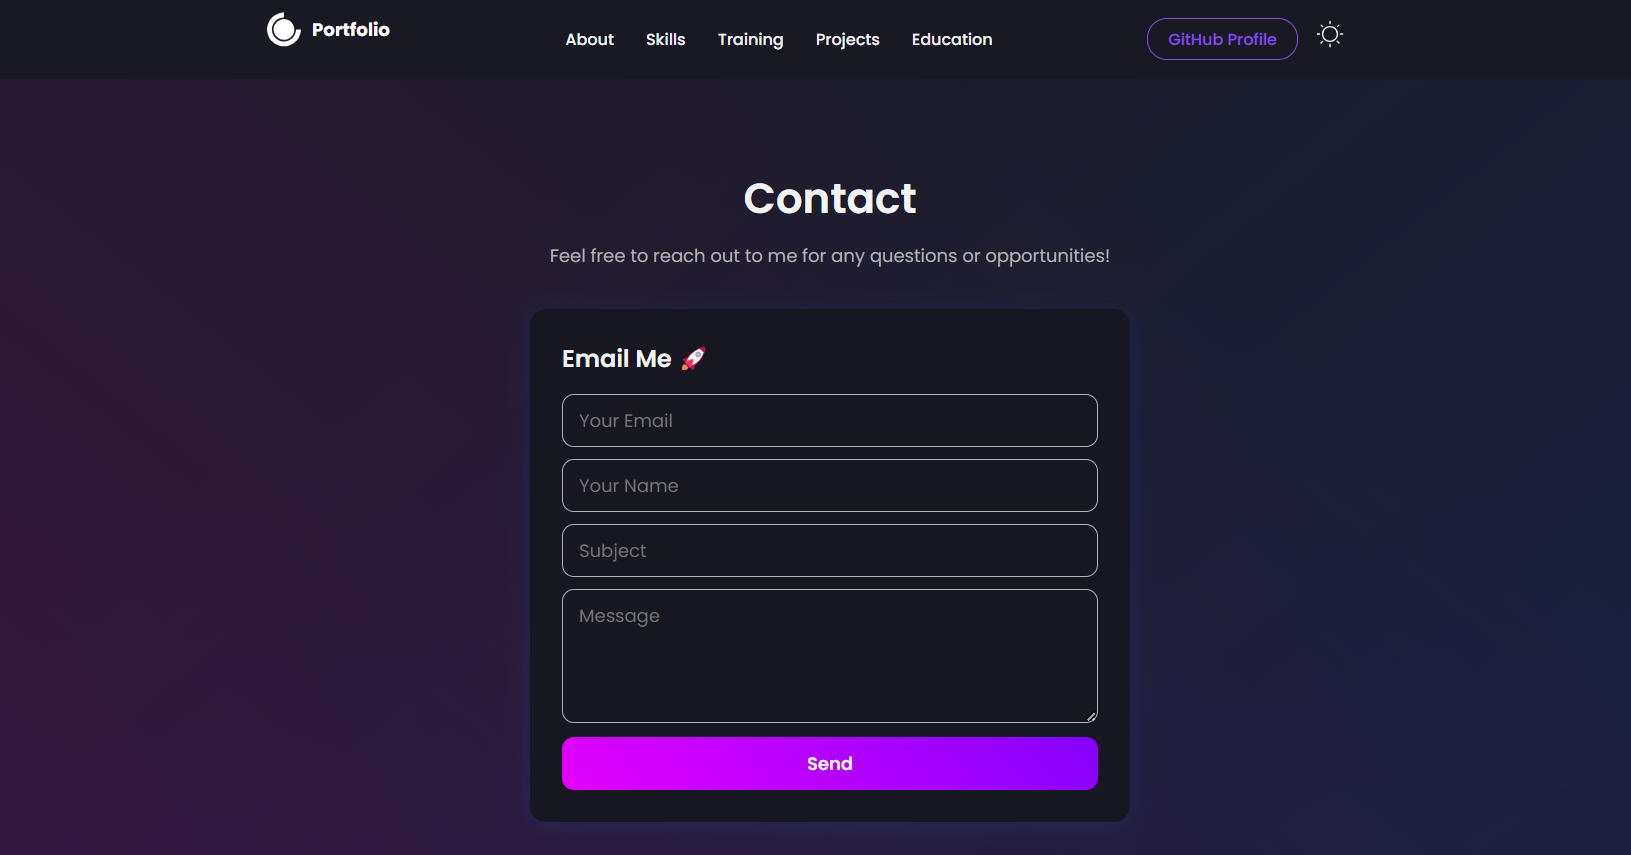 Portfolio
About Skills Training Projects Education
GitHub Profile
Contact
Feel free to reach out to me for any questions or opportunities!
Email Me 🚀
Your Email
Your Name
Subject
Message
Send